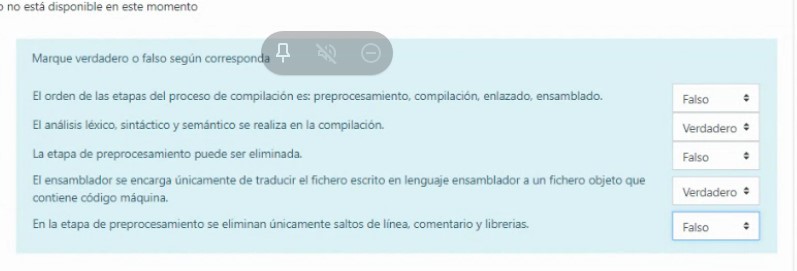 no está disponible en este momento
Marque verdadero o falso según corresponda
El orden de las etapas del proceso de compilación es: preprocesamiento, compilación, enlazado, ensamblado.
Falso
El análisis léxico, sintáctico y semántico se realiza en la compilación.
Verdadero
La etapa de preprocesamiento puede ser eliminada.
Falso
El ensamblador se encarga únicamente de traducir el fichero escrito en lenguaje ensamblador a un fichero objeto que
contiene código máquina.
Verdadero
En la etapa de preprocesamiento se eliminan únicamente saltos de línea, comentario y librerias.
Falso